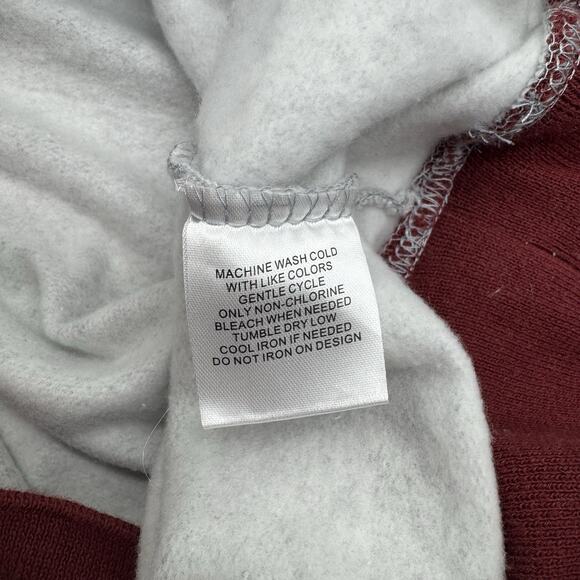 MACHINE WASH COLD
WITH LIKE COLORS
GENTLE CYCLE
ONLY NON-CHLORINE
BLEACH WHEN NEEDED
TUMBLE DRY LOW
COOL IRON IF NEEDED
DO NOT IRON ON DESIGN